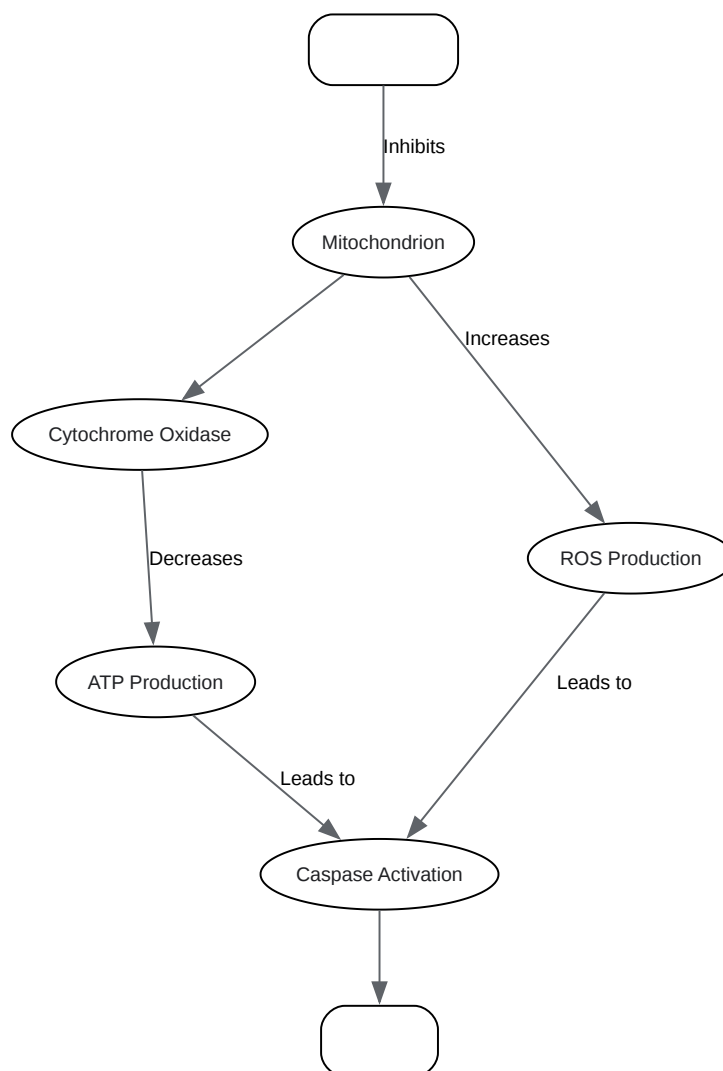 Inhibits
Mitochondrion
Increases
Cytochrome Oxidase
Decreases
ROS Production
ATP Production
Leads to
Leads to
Caspase Activation